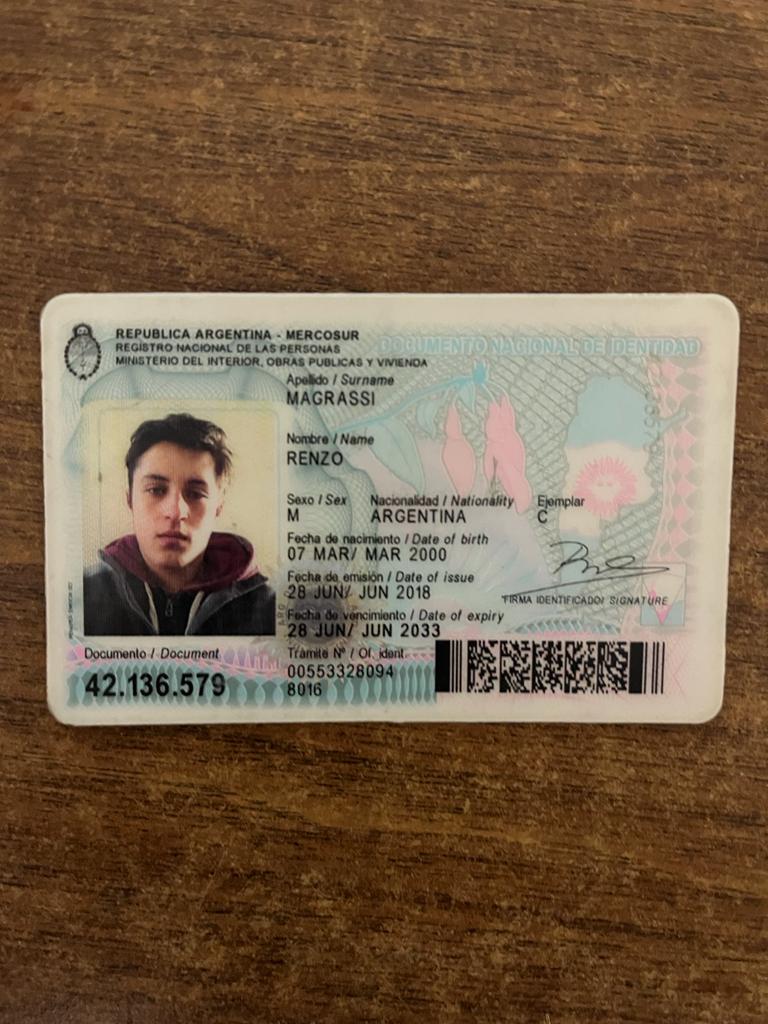 REPUBLICA ARGENTINA - MERCOSUR
REGISTRO NACIONAL DE LAS PERSONAS
MINISTERIO DEL INTERIOR, OBRAS PUBLICAS Y VIVIENDA
DOCUMENTO NACIONAL DE IDENTIDAD
Apellido / Surname
MAGRASSI
Nombre / Name
RENZO
Sexo / Sex Nacionalidad / Nationality Ejemplar
M ARGENTINA C
Fecha de nacimiento / Date of birth
07 MAR/ MAR 2000
Fecha de emisión / Date of issue
28 JUN/ JUN 2018
FIRMA IDENTIFICADO/ SIGNATURE
Fecha de vencimiento / Date of expiry
28 JUN/ JUN 2033
Documento / Document
42.136.579
Trámite Nº / Of. ident.
00553328094
8016